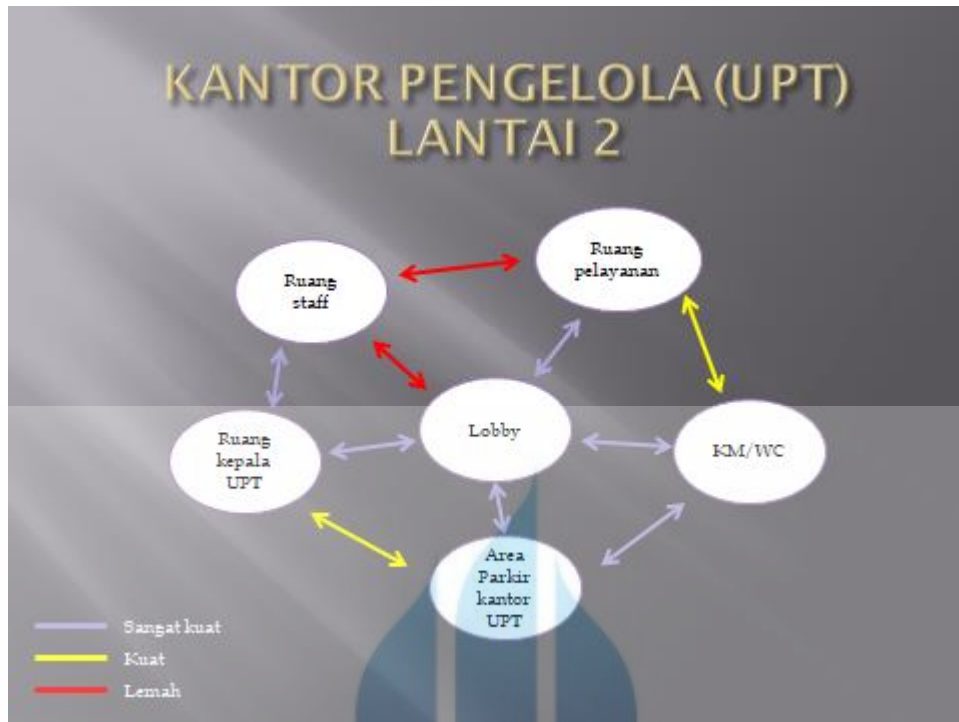 KANTOR PENGELOLA (UPT)
LANTAI 2
Ruang
pelayanan
Ruang
staff
Lobby
Ruang
kepala
UPT
KM/WC
Area
Parkir
kantor
UPT
Sangat kuat
Kuat
Lemah